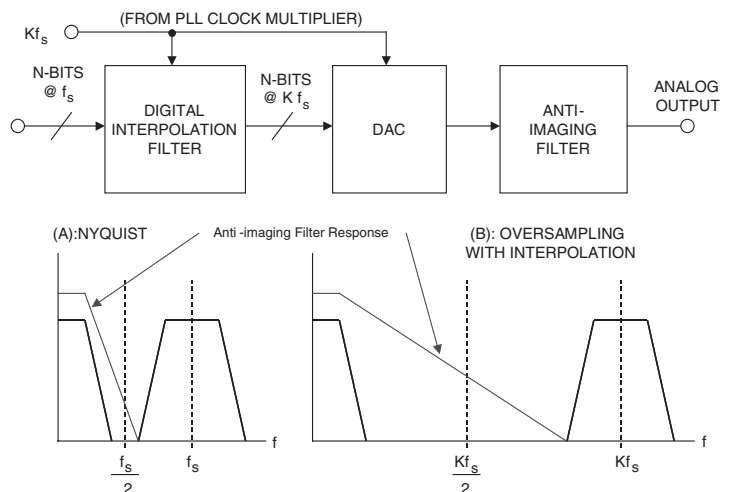 (FROM PLL CLOCK MULTIPLIER)
Kfs
N-BITS
@ fs
DIGITAL
INTERPOLATION
FILTER
N-BITS
@ K fs
DAC
ANTI-
IMAGING
FILTER
ANALOG
OUTPUT
(A):NYQUIST
Anti -imaging Filter Response
(B): OVERSAMPLING
WITH INTERPOLATION
fs
2
fs
f
Kfs
2
Kfs
f